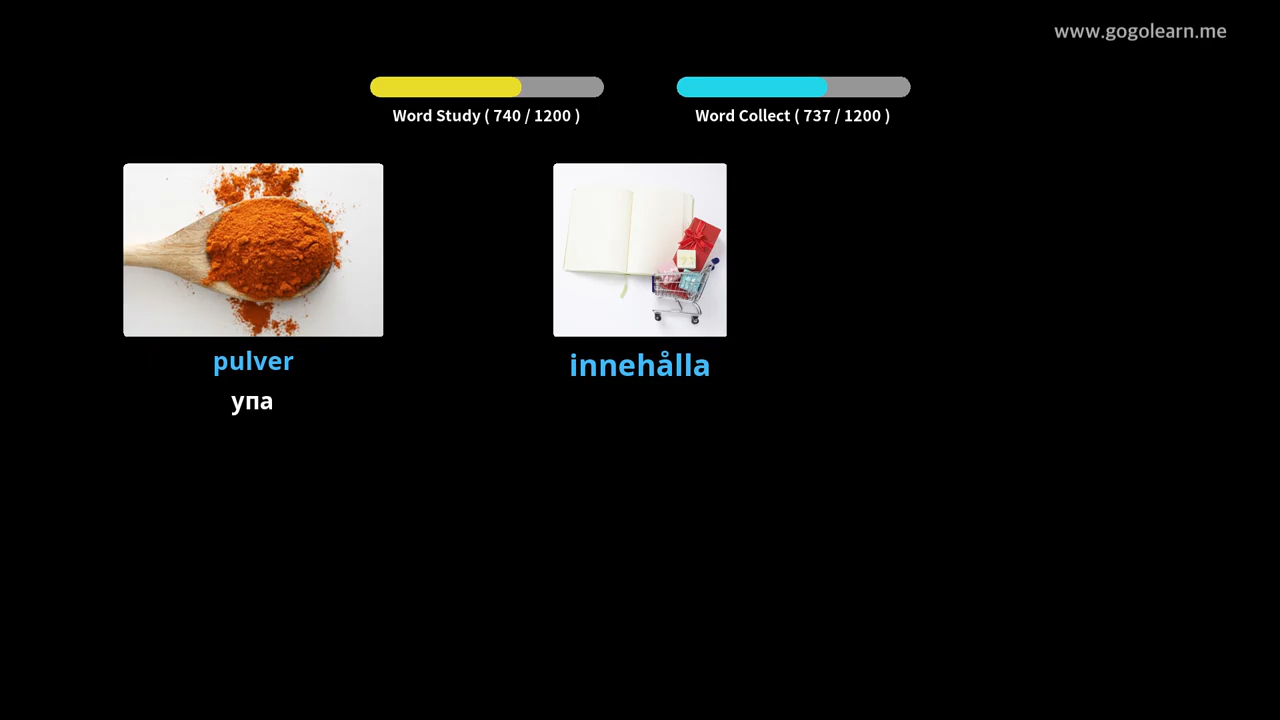 www.gogolearn.me
Word Study ( 740 / 1200 )
Word Collect ( 737 / 1200 )
pulver
упа
innehålla